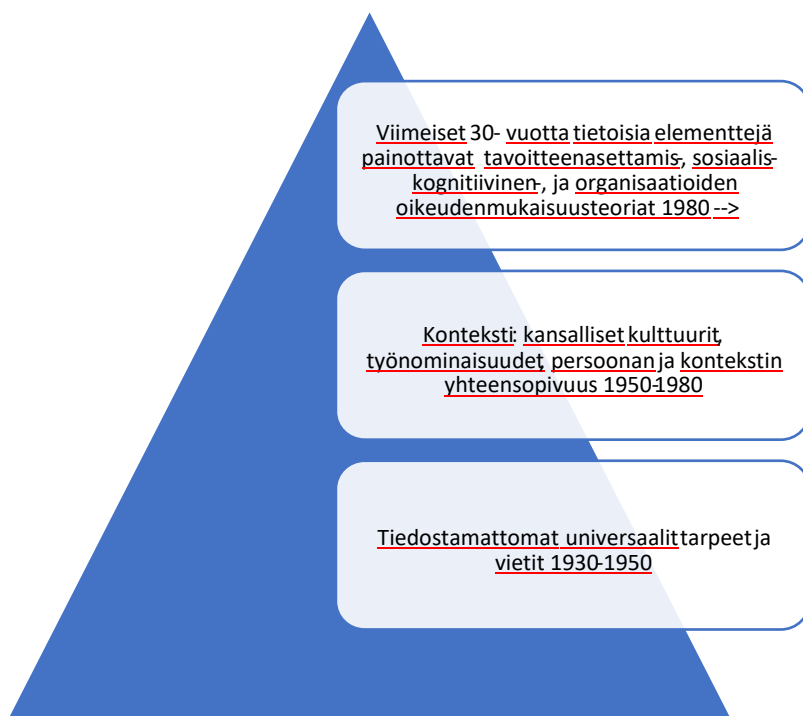 Viimeiset 30- vuotta tietoisia elementtejä
painottavat tavoitteenasettamis-, sosiaalis-
kognitiivinen-, ja organisaatioiden
oikeudenmukaisuusteoriat 1980 -->
Konteksti: kansalliset kulttuurit,
työnominaisuudet, persoonan ja kontekstin
yhteensopivuus 1950-1980
Tiedostamattomat universaalit tarpeet ja
vietit 1930-1950